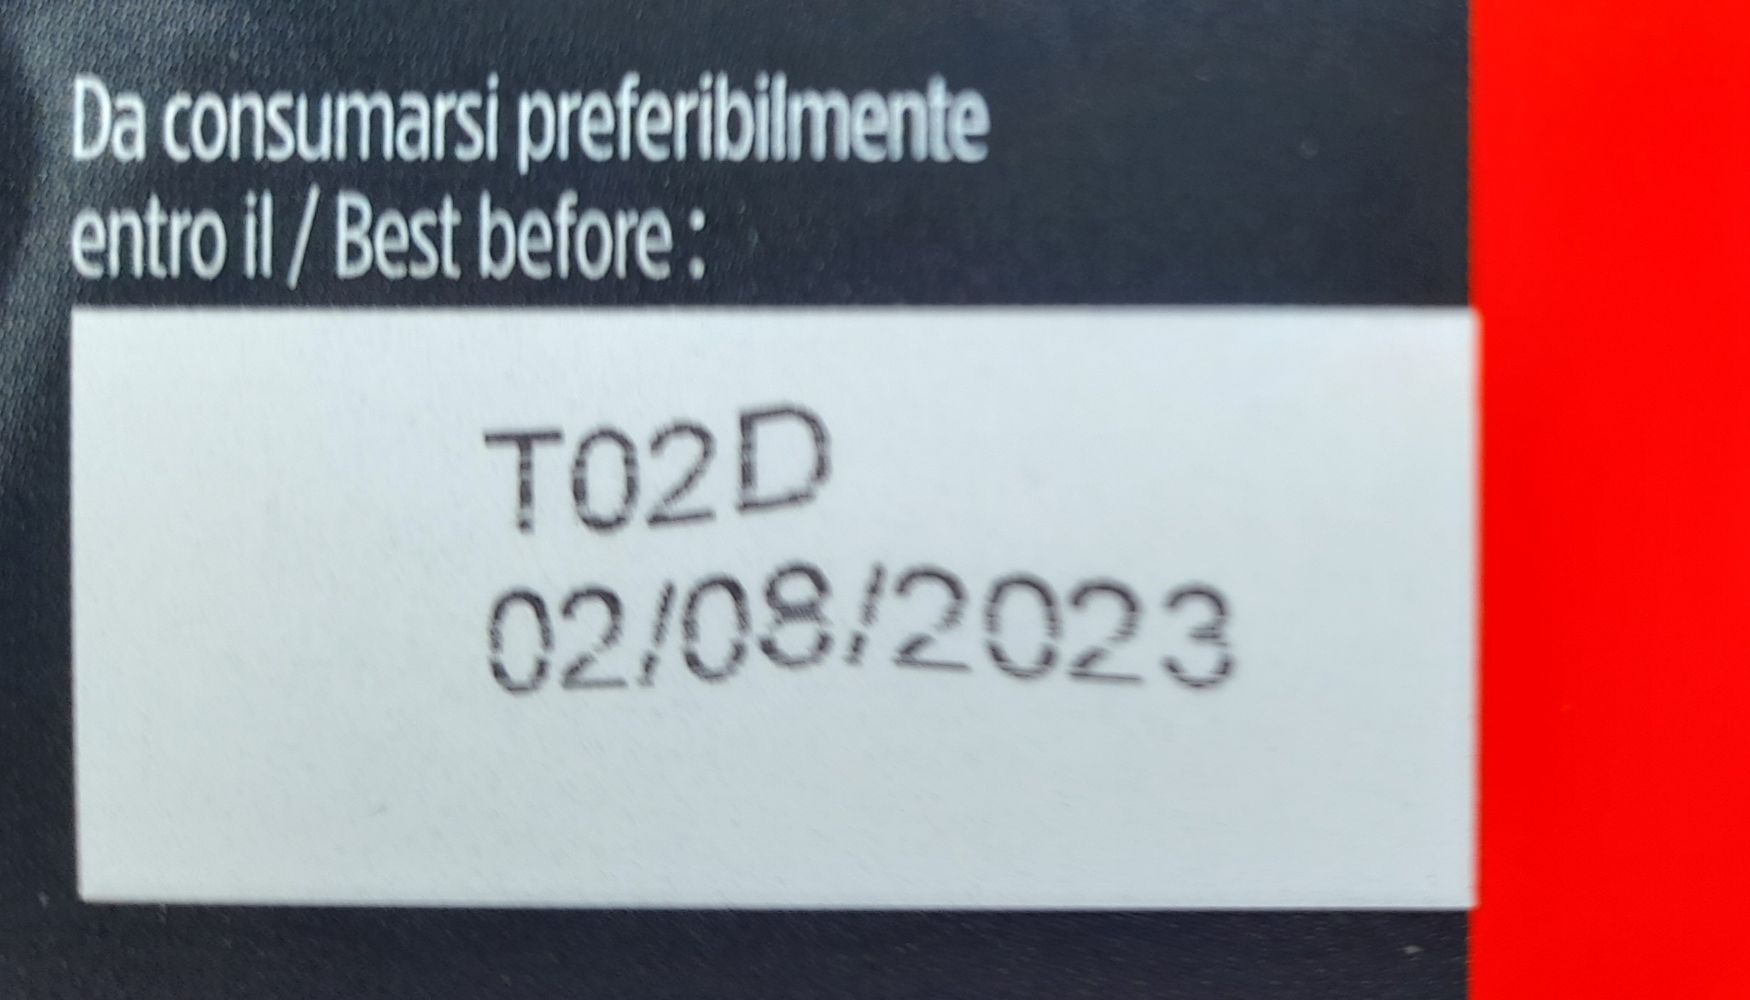 Da consumarsi preferibilmente
entro il / Best before :
T02D
02/08/2023